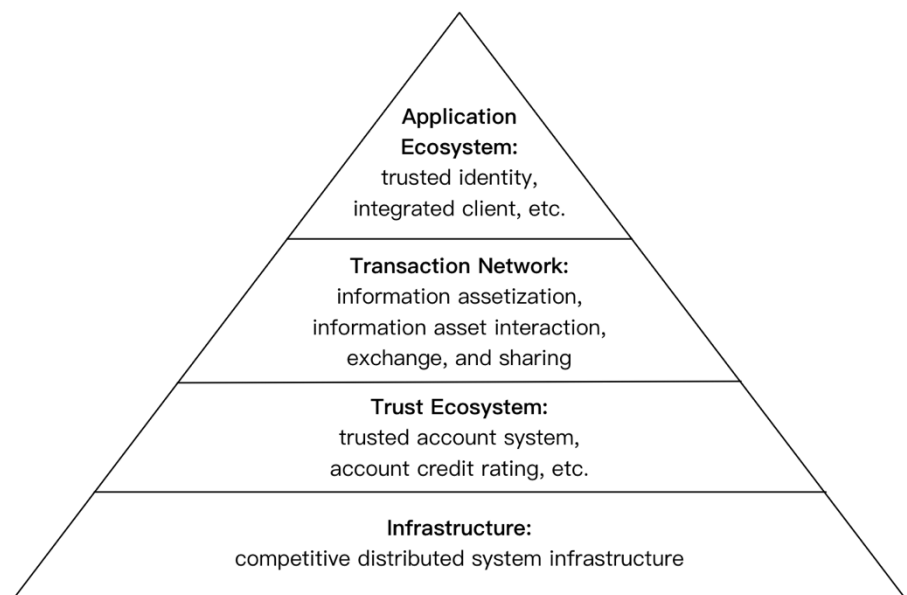 Application
Ecosystem:
trusted identity,
integrated client, etc.
Transaction Network:
information assetization,
information asset interaction,
exchange, and sharing
Trust Ecosystem:
trusted account system,
account credit rating, etc.
Infrastructure:
competitive distributed system infrastructure